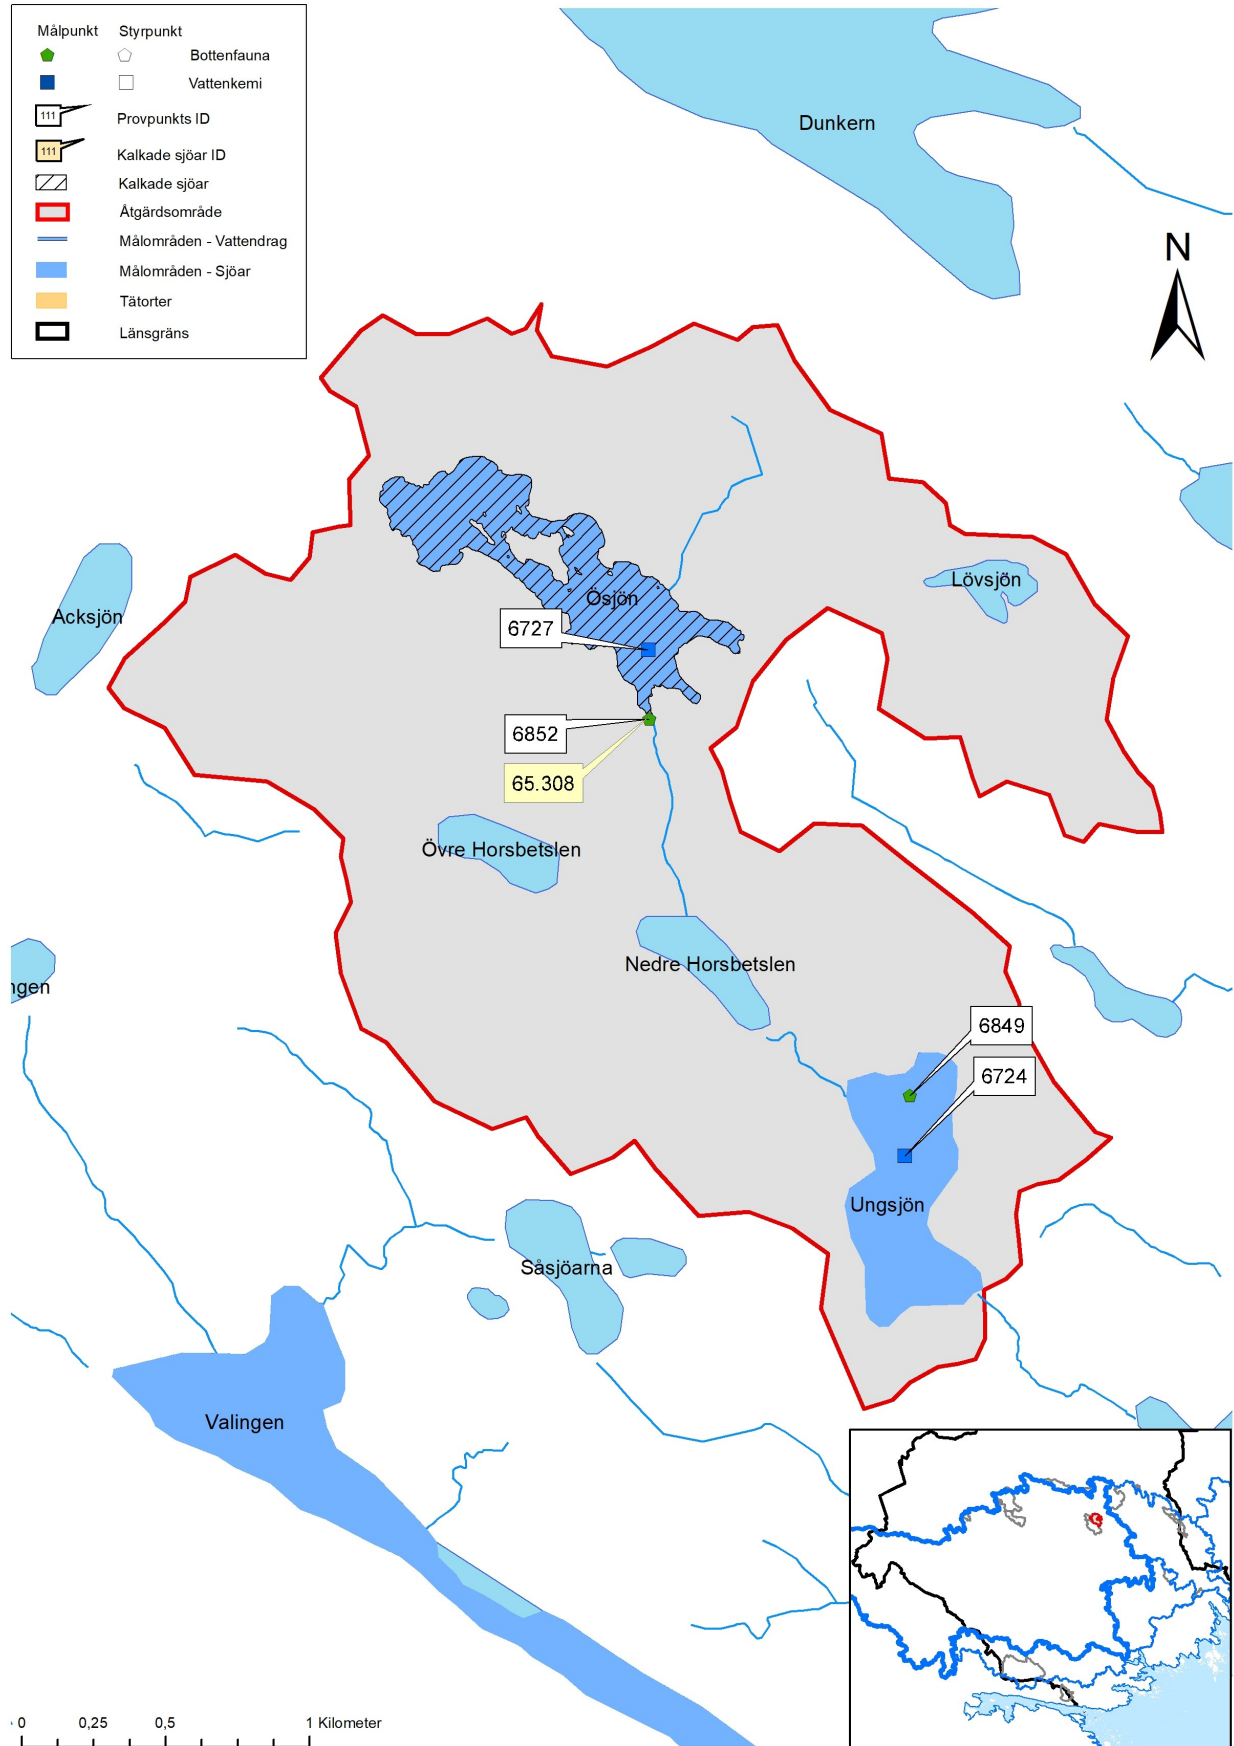 Målpunkt Styrpunkt
Bottenfauna
Vattenkemi
111 Provpunkts ID
111 Kalkade sjöar ID
Kalkade sjöar
Åtgärdsområde
Målområden - Vattendrag
Målområden - Sjöar
Tätorter
Länsgräns
Dunkern
N
Acksjön
Ösjön
Lövsjön
6727
6852
65.308
Övre Horsbetslen
Nedre Horsbetslen
ngen
6849
6724
Ungsjön
Såsjöarna
Valingen
0 0,25 0,5 1 Kilometer